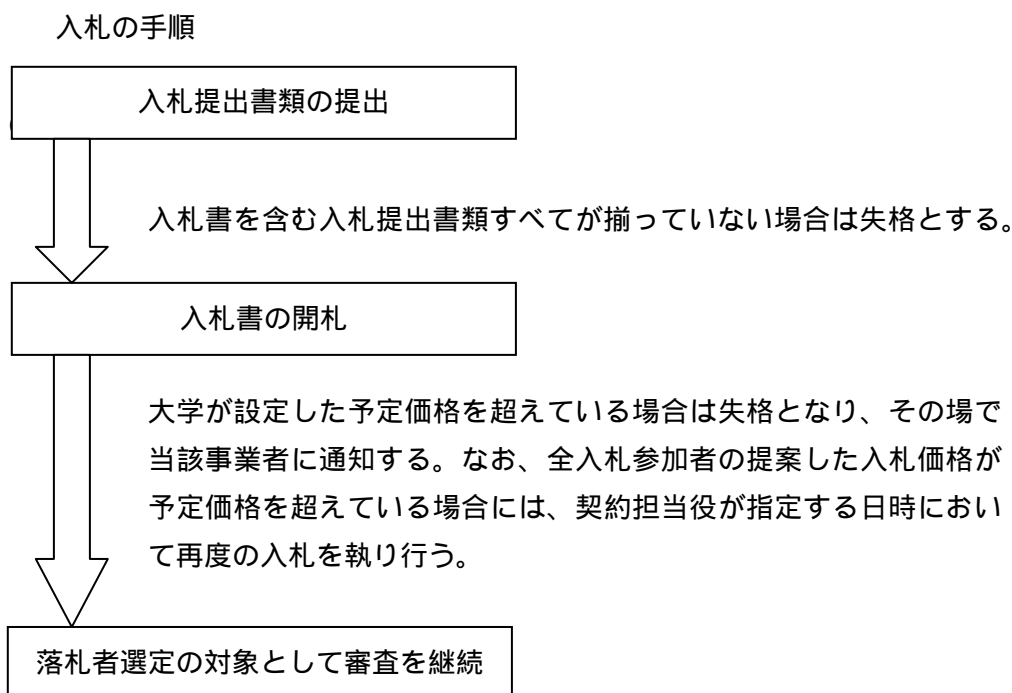 入札の手順
入札提出書類の提出
入札書を含む入札提出書類すべてが揃っていない場合は失格とする。
入札書の開札
大学が設定した予定価格を超えている場合は失格となり、その場で
当該事業者に通知する。なお、全入札参加者の提案した入札価格が
予定価格を超えている場合には、契約担当役が指定する日時におい
て再度の入札を執り行う。
落札者選定の対象として審査を継続